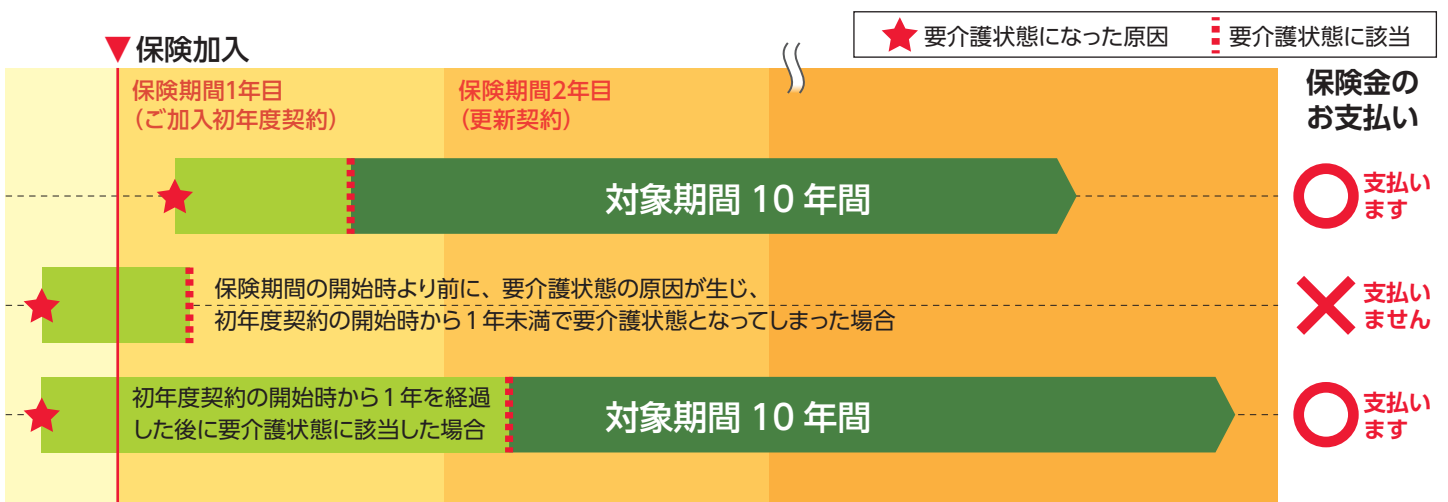 ★要介護状態になった原因
要介護状態に該当
▼保険加入
保険期間1年目
(ご加入初年度契約)
保険期間2年目
(更新契約)
保険金の
お支払い
対象期間 10 年間
支払い
ます
保険期間の開始時より前に、要介護状態の原因が生じ、
初年度契約の開始時から1年未満で要介護状態となってしまった場合
支払い
ません
初年度契約の開始時から1年を経過
した後に要介護状態に該当した場合
対象期間 10 年間
支払い
ます